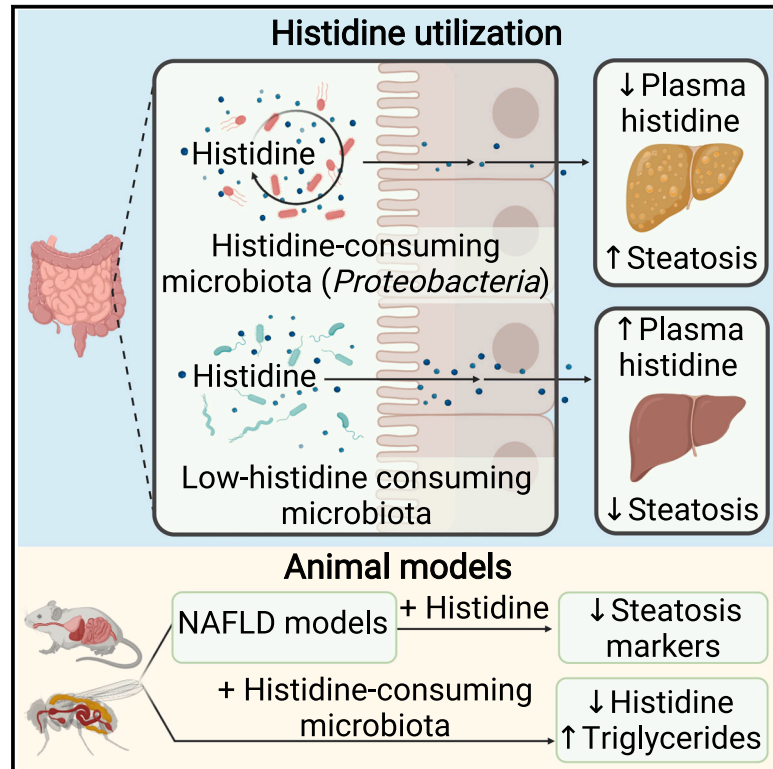 Histidine utilization
Histidine
Histidine-consuming
microbiota (Proteobacteria)
↓Plasma
histidine
↑Steatosis
Histidine
Low-histidine consuming
microbiota
↑Plasma
histidine
↓Steatosis
Animal models
NAFLD models
+ Histidine
↓Steatosis
markers
+ Histidine-consuming
microbiota
↓Histidine
↑Triglycerides